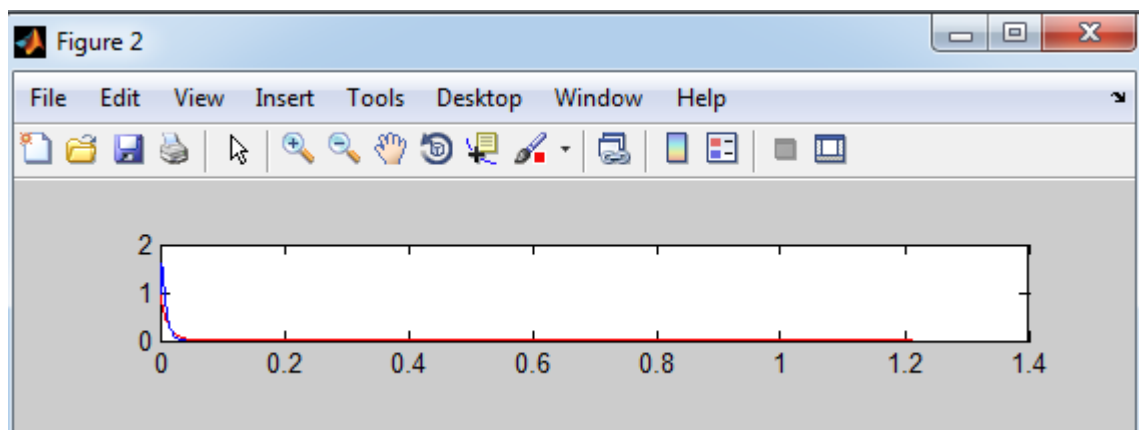 Figure 2
File Edit View Insert Tools Desktop Window Help
2
1
0
0 0.2 0.4 0.6 0.8 1 1.2 1.4